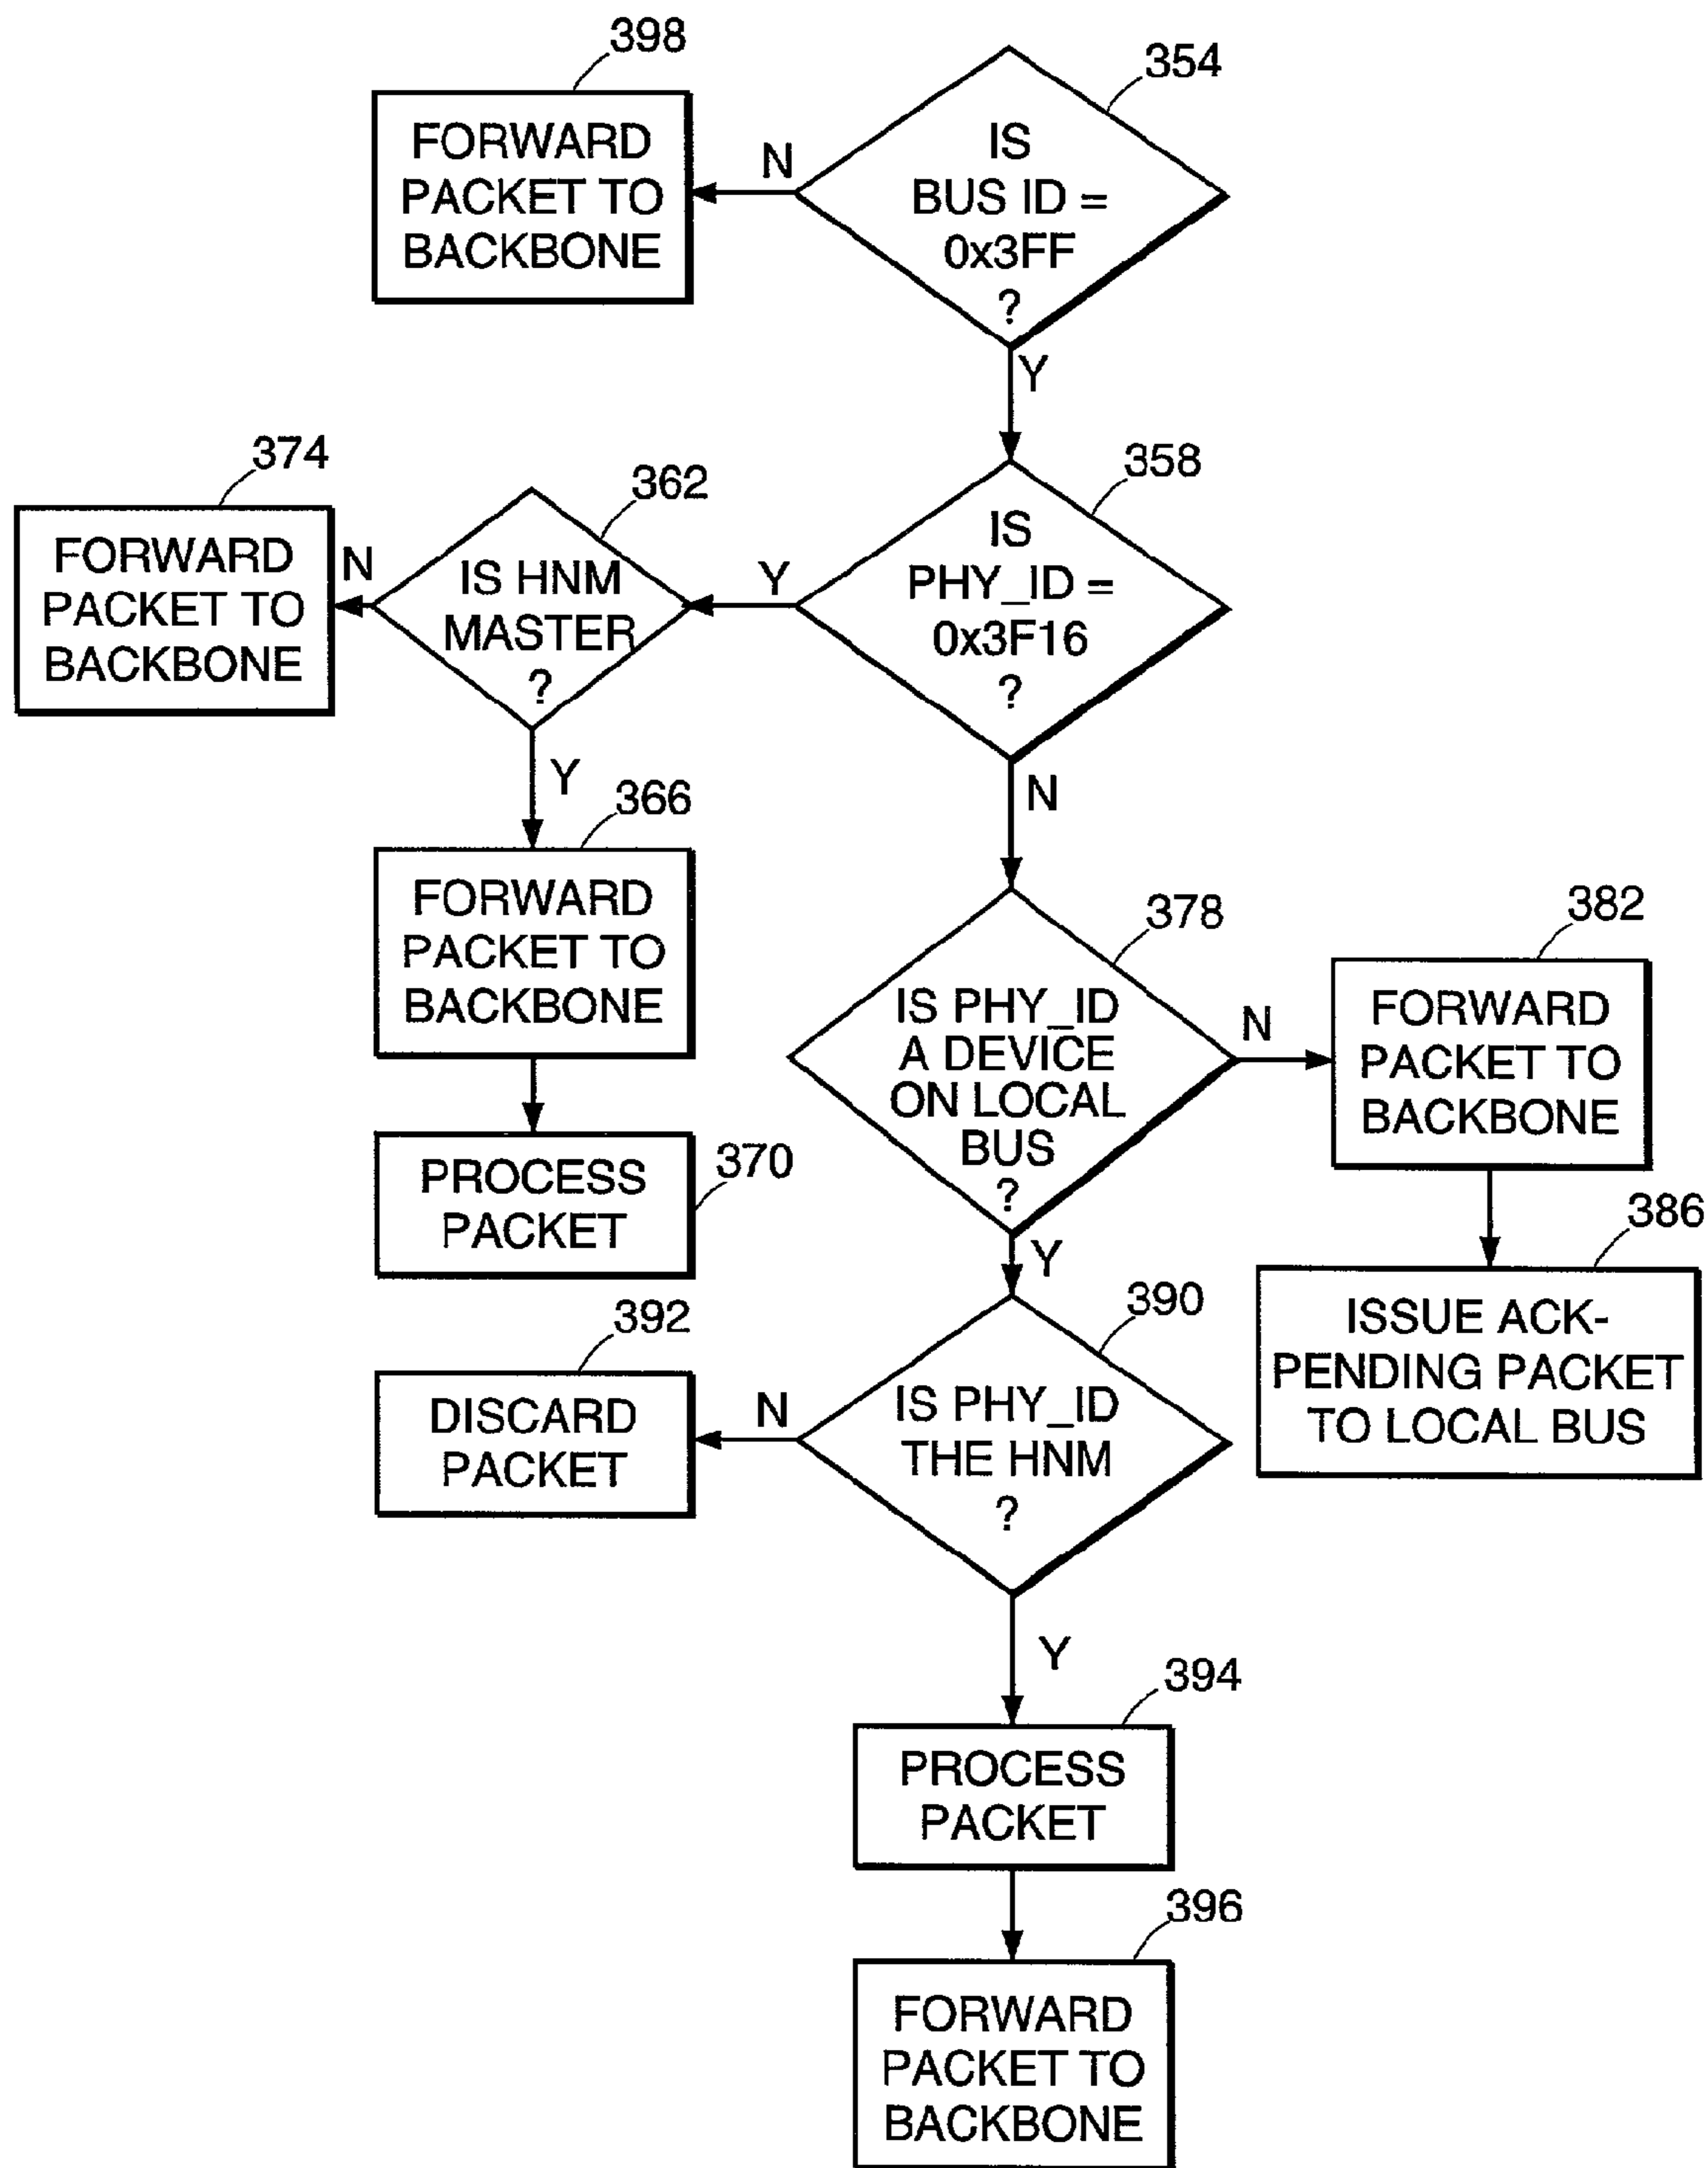 398
354
FORWARD
PACKET TO
BACKBONE
N
IS
BUS ID =
0x3FF
?
Y
374
362
358
FORWARD
PACKET TO
BACKBONE
N
IS HNM
MASTER
?
Y
IS
PHY_ID =
0x3F16
?
Y
N
366
FORWARD
PACKET TO
BACKBONE
378
382
IS PHY_ID
A DEVICE
ON LOCAL
BUS
?
N
FORWARD
PACKET TO
BACKBONE
PROCESS
PACKET
370
Y
386
ISSUE ACK-
PENDING PACKET
TO LOCAL BUS
392
390
DISCARD
PACKET
N
IS PHY_ID
THE HNM
?
Y
394
PROCESS
PACKET
396
FORWARD
PACKET TO
BACKBONE